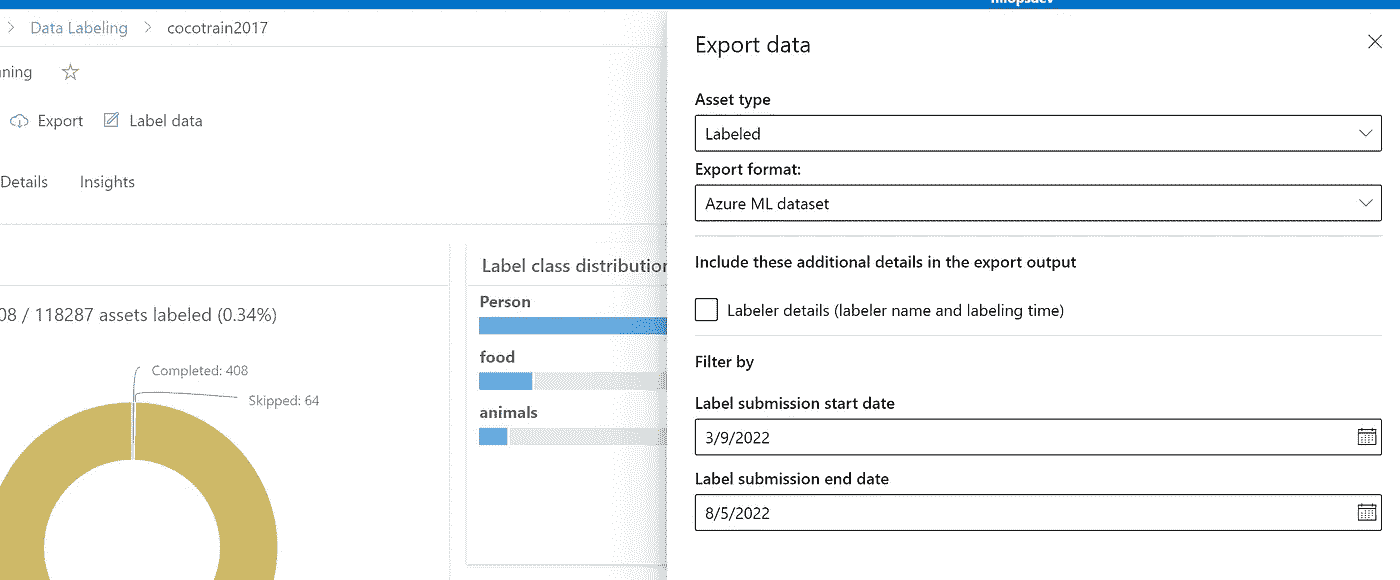 Data Labeling > cocotrain2017
Export
Label data
Details
Insights
08 / 118287 assets labeled (0.34%)
Completed: 408
Skipped: 64
Label class distribution
Person
food
animals
Export data
Asset type
Labeled
Export format:
Azure ML dataset
Include these additional details in the export output
Labeler details (labeler name and labeling time)
Filter by
Label submission start date
3/9/2022
Label submission end date
8/5/2022